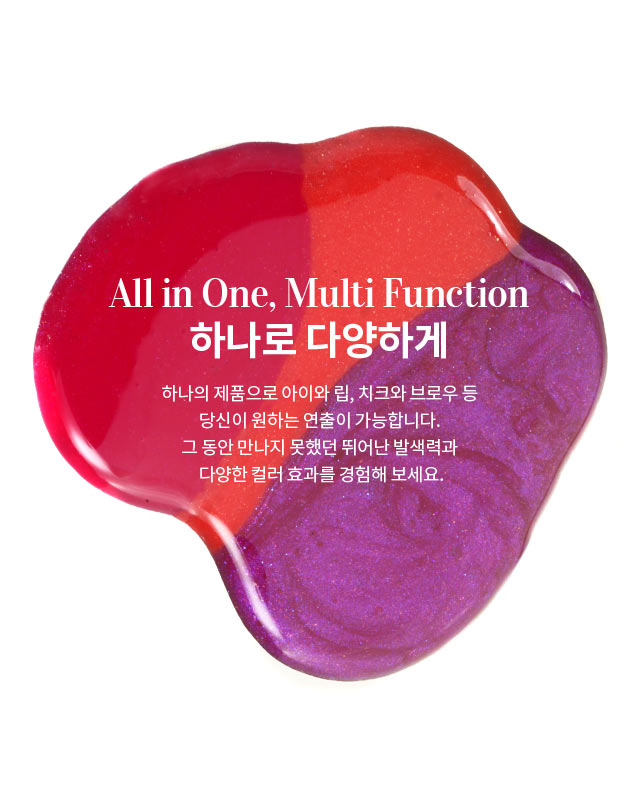 All in One, Multi Function
하나로 다양하게
하나의 제품으로 아이와 립, 치크와 브로우 등
당신이 원하는 연출이 가능합니다.
그 동안 만나지 못했던 뛰어난 발색력과
다양한 컬러 효과를 경험해 보세요.